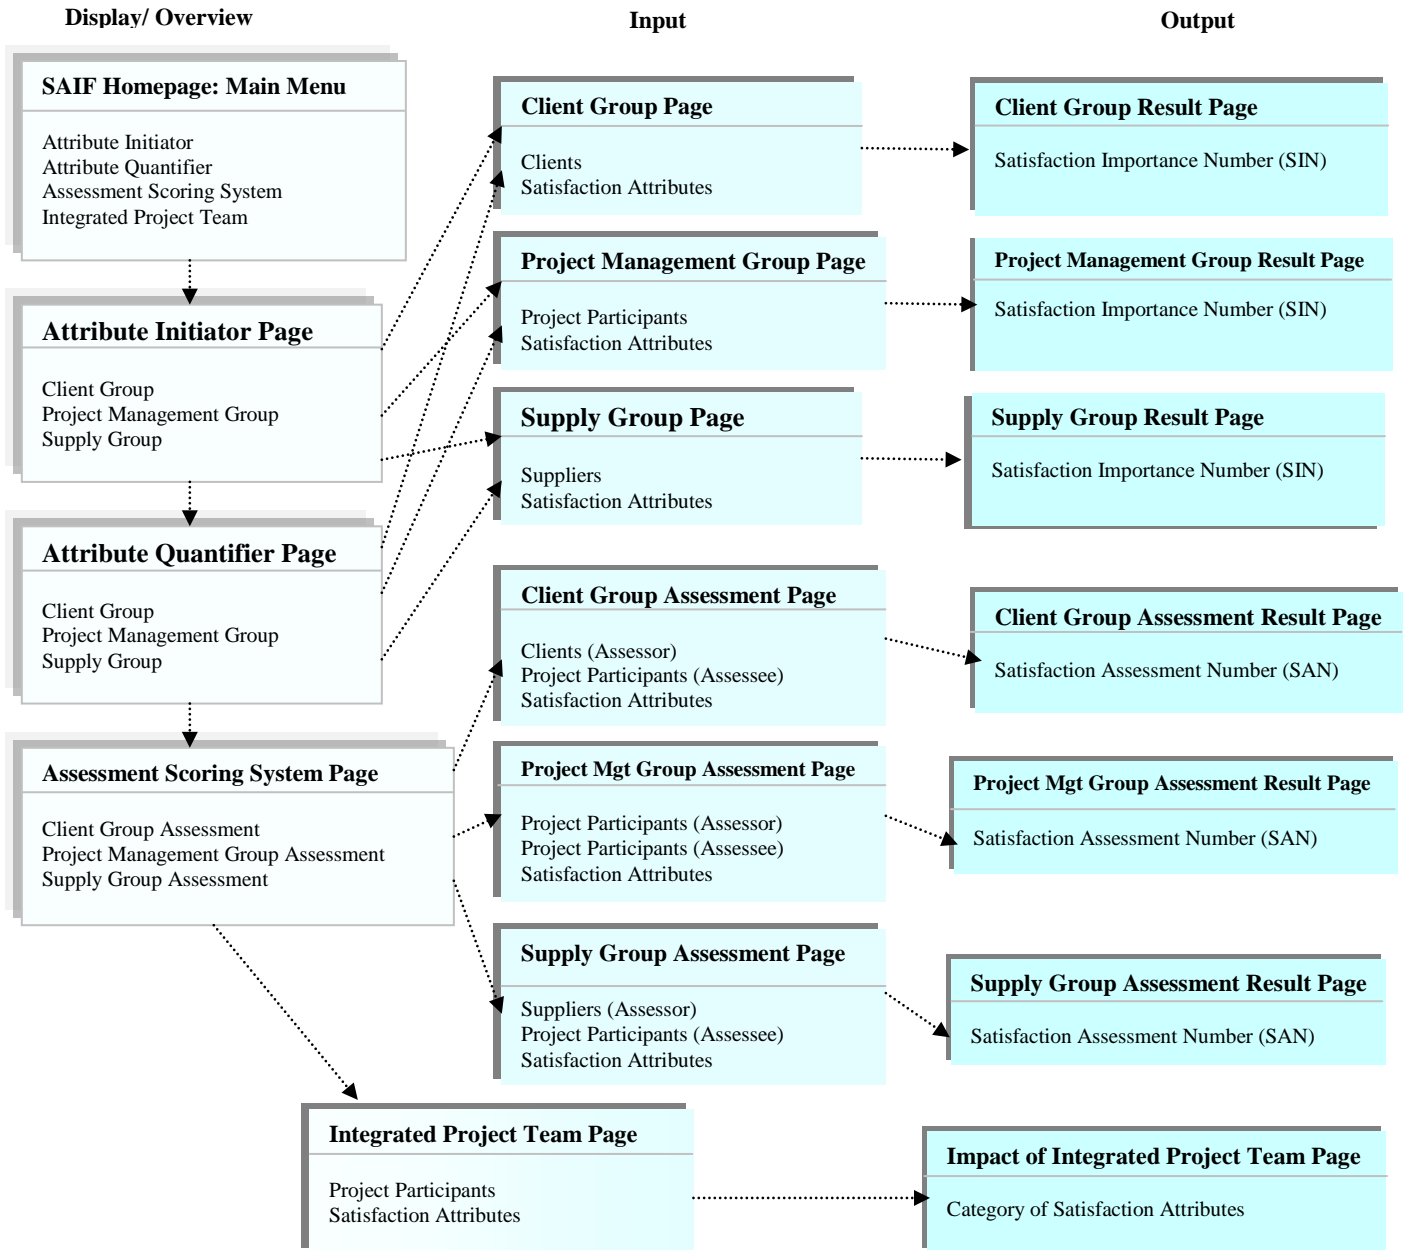 Display/ Overview
Input
Output
SAIF Homepage: Main Menu
Attribute Initiator
Attribute Quantifier
Assessment Scoring System
Integrated Project Team
Attribute Initiator Page
Client Group
Project Management Group
Supply Group
Attribute Quantifier Page
Client Group
Project Management Group
Supply Group
Assessment Scoring System Page
Client Group Assessment
Project Management Group Assessment
Supply Group Assessment
Client Group Page
Clients
Satisfaction Attributes
Project Management Group Page
Project Participants
Satisfaction Attributes
Supply Group Page
Suppliers
Satisfaction Attributes
Client Group Assessment Page
Clients (Assessor)
Project Participants (Assessee)
Satisfaction Attributes
Project Mgt Group Assessment Page
Project Participants (Assessor)
Project Participants (Assessee)
Satisfaction Attributes
Supply Group Assessment Page
Suppliers (Assessor)
Project Participants (Assessee)
Satisfaction Attributes
Integrated Project Team Page
Project Participants
Satisfaction Attributes
Client Group Result Page
Satisfaction Importance Number (SIN)
Project Management Group Result Page
Satisfaction Importance Number (SIN)
Supply Group Result Page
Satisfaction Importance Number (SIN)
Client Group Assessment Result Page
Satisfaction Assessment Number (SAN)
Project Mgt Group Assessment Result Page
Satisfaction Assessment Number (SAN)
Supply Group Assessment Result Page
Satisfaction Assessment Number (SAN)
Impact of Integrated Project Team Page
Category of Satisfaction Attributes